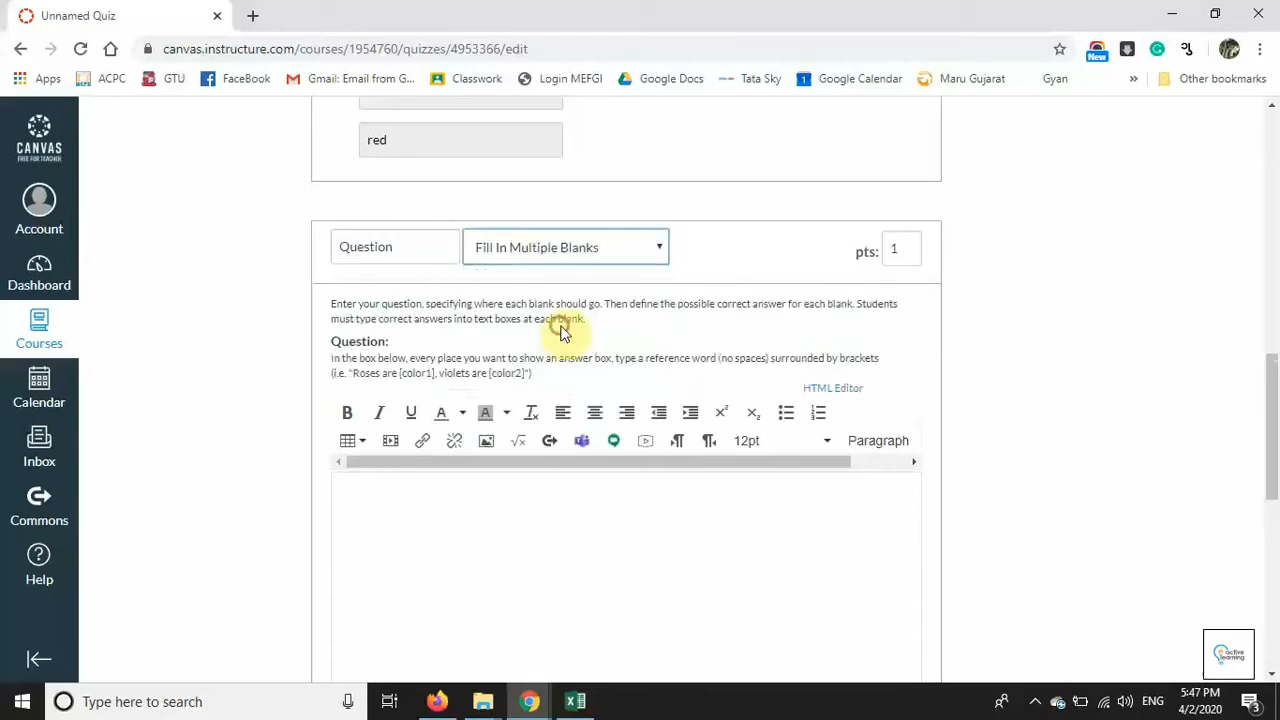 Unnamed Quiz
canvas.instructure.com/courses/1954760/quizzes/4953366/edit
New
Apps ACPC GTU FaceBook Gmail: Email from G... Classwork Login MEFGI Google Docs Tata Sky Google Calendar Maru Gujarat Gyan » Other bookmarks
CANVAS
FREE FOR TEACHER
Account
Dashboard
Courses
Calendar
Inbox
Commons
Help
red
Question Fill In Multiple Blanks pts: 1
Enter your question, specifying where each blank should go. Then define the possible correct answer for each blank. Students
must type correct answers into text boxes at each blank.
Question:
In the box below, every place you want to show an answer box, type a reference word (no spaces) surrounded by brackets
(i.e. "Roses are [color1], violets are [color2]")
HTML Editor
12pt Paragraph
active
learning
Type here to search
ENG
5:47 PM
4/2/2020
3